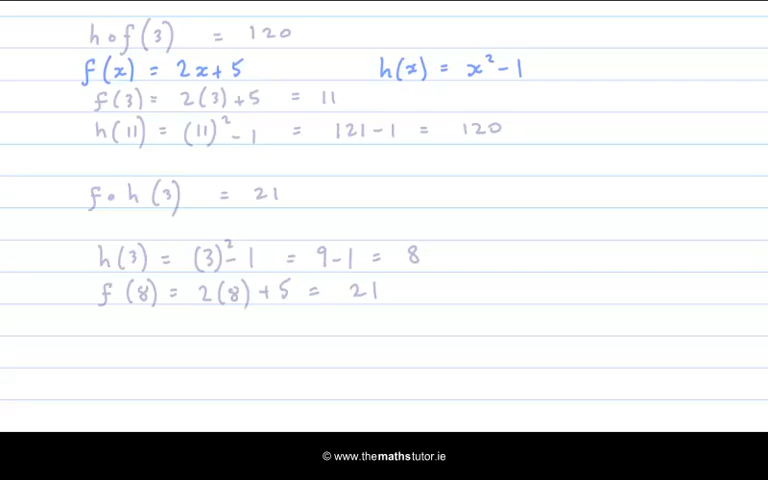 h∘f(3) = 120
f(x) = 2x+5 h(x) = x²-1
f(3) = 2(3)+5 = 11
h(11) = (11)²-1 = 121-1 = 120
f∘h(3) = 21
h(3) = (3)²-1 = 9-1 = 8
f(8) = 2(8)+5 = 21
© www.themathstutor.ie